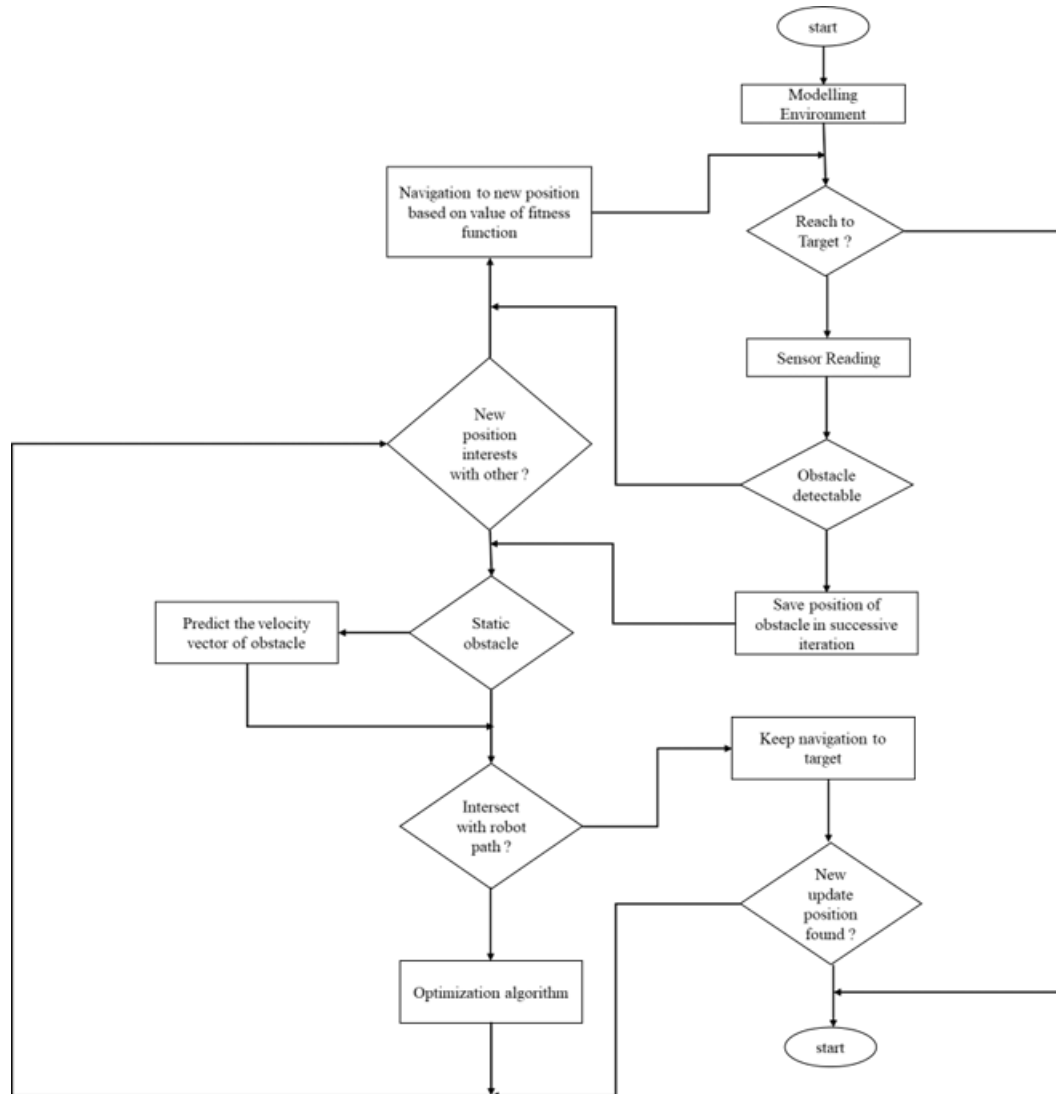 start
Modelling
Environment
Navigation to new position
based on value of fitness
function
Reach to
Target ?
Sensor Reading
New
position
interests
with other ?
Obstacle
detectable
Predict the velocity
vector of obstacle
Static
obstacle
Save position of
obstacle in successive
iteration
Keep navigation to
target
Intersect
with robot
path ?
New
update
position
found ?
Optimization algorithm
start